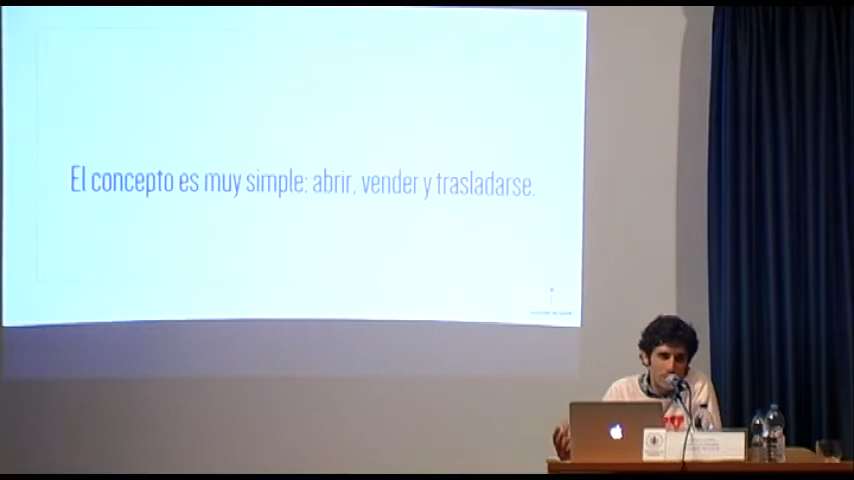 El concepto es muy simple: abrir, vender y trasladarse.